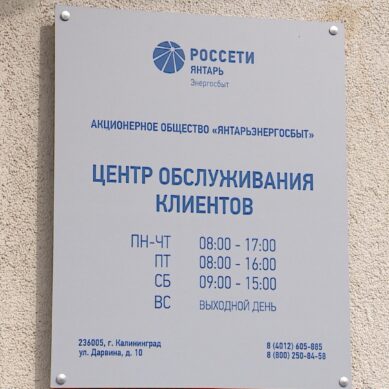 РОССЕТИ
ЯНТАРЬ
Энергосбыт
АКЦИОНЕРНОЕ ОБЩЕСТВО «ЯНТАРЬЭНЕРГОСБЫТ»
ЦЕНТР ОБСЛУЖИВАНИЯ
КЛИЕНТОВ
ПН-ЧТ 08:00 - 17:00
ПТ 08:00 - 16:00
СБ 09:00 - 15:00
ВС ВЫХОДНОЙ ДЕНЬ
236005, г. Калининград
ул. Дарвина, д. 10
8 (4012) 605-885
8 (800) 250-84-58